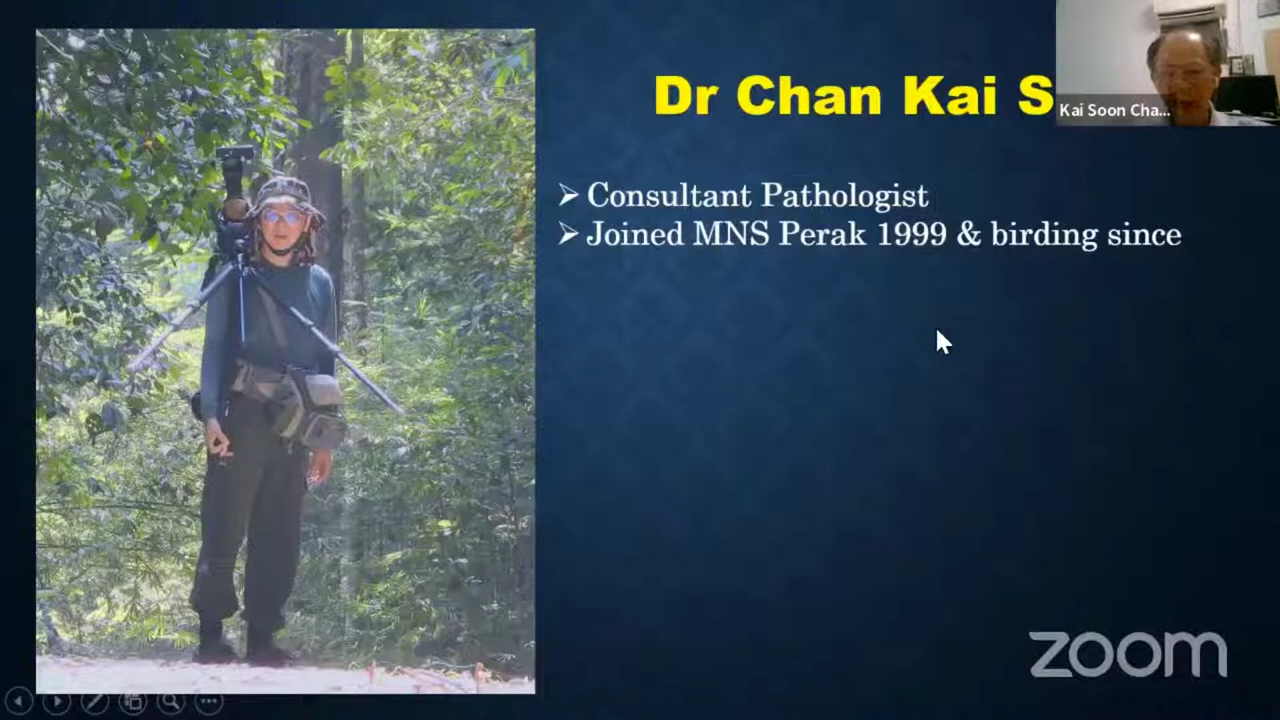 Dr Chan Kai S
Kai Soon Cha...
➢ Consultant Pathologist
➢ Joined MNS Perak 1999 & birding since
zoom